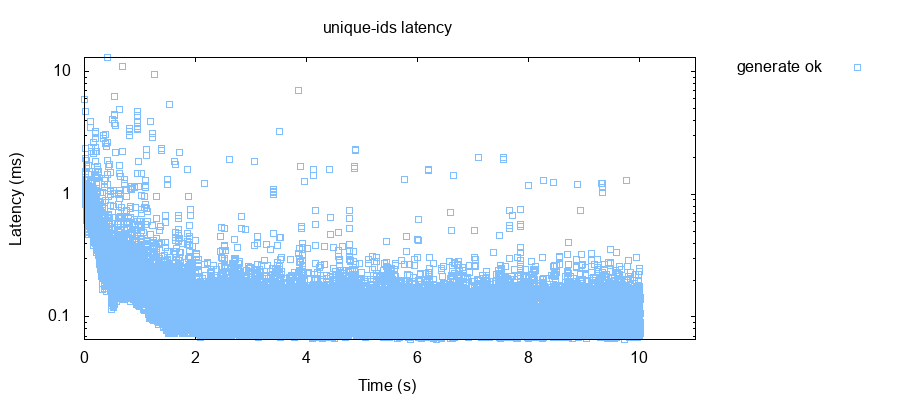 unique-ids latency
generate ok
10
1
0.1
Latency (ms)
0 2 4 6 8 10
Time (s)